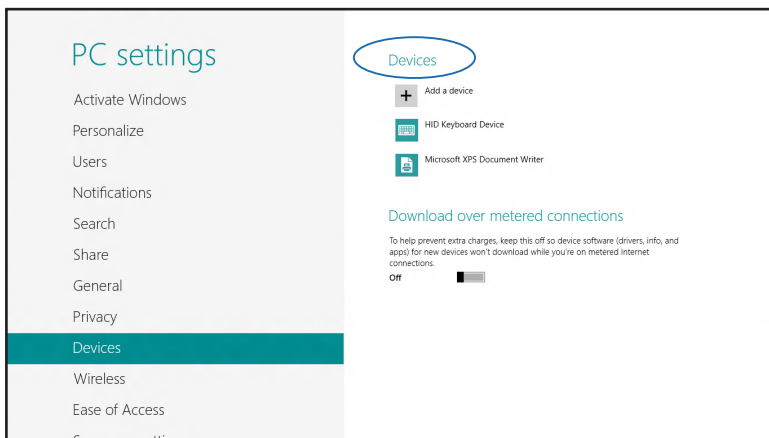 PC settings
Activate Windows
Personalize
Users
Notifications
Search
Share
General
Privacy
Devices
Wireless
Ease of Access
Devices
Add a device
HID Keyboard Device
Microsoft XPS Document Writer
Download over metered connections
To help prevent extra charges, keep this off so device software (drivers, info, and
apps) for new devices won't download while you're on metered Internet
connections.
Off